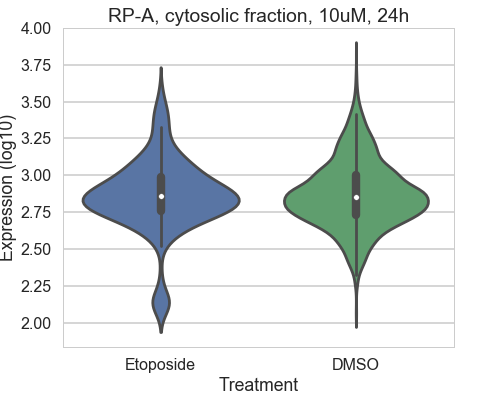 RP-A, cytosolic fraction, 10uM, 24h
4.00
3.75
3.50
3.25
3.00
2.75
2.50
2.25
2.00
Expression (log10)
Etoposide DMSO
Treatment